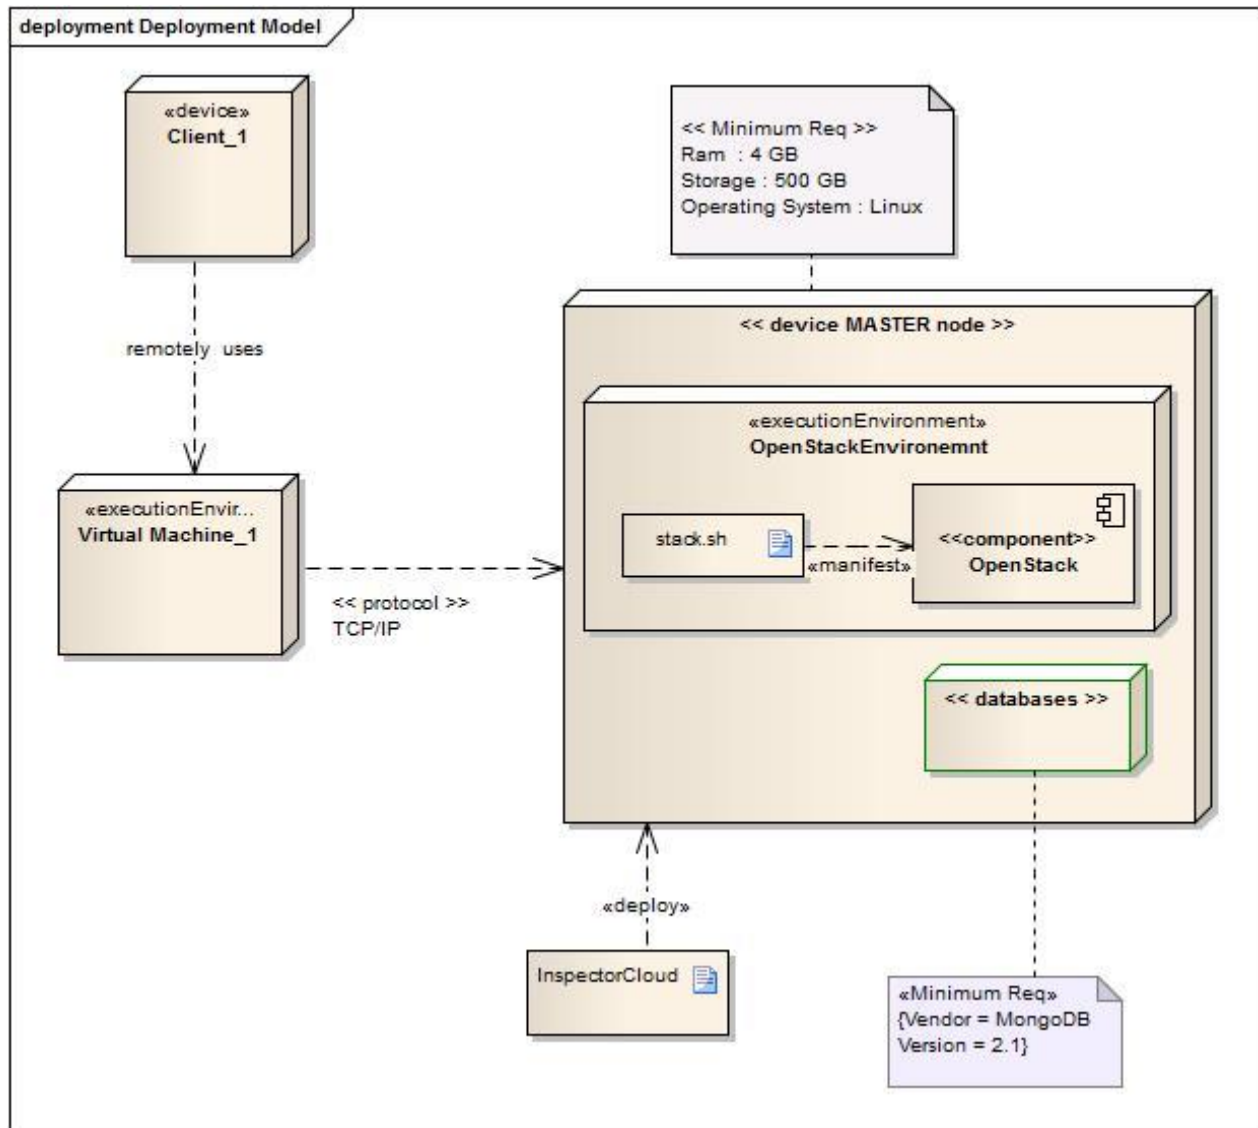 deployment Deployment Model
«device»
Client_1
<< Minimum Req >>
Ram : 4 GB
Storage : 500 GB
Operating System : Linux
<< device MASTER node >>
remotely uses
«executionEnvironment»
OpenStackEnvironemnt
«executionEnvir...
Virtual Machine_1
stack.sh
«manifest»
<<component>>
OpenStack
<< protocol >>
TCP/IP
<< databases >>
«deploy»
InspectorCloud
«Minimum Req»
{Vendor = MongoDB
Version = 2.1}